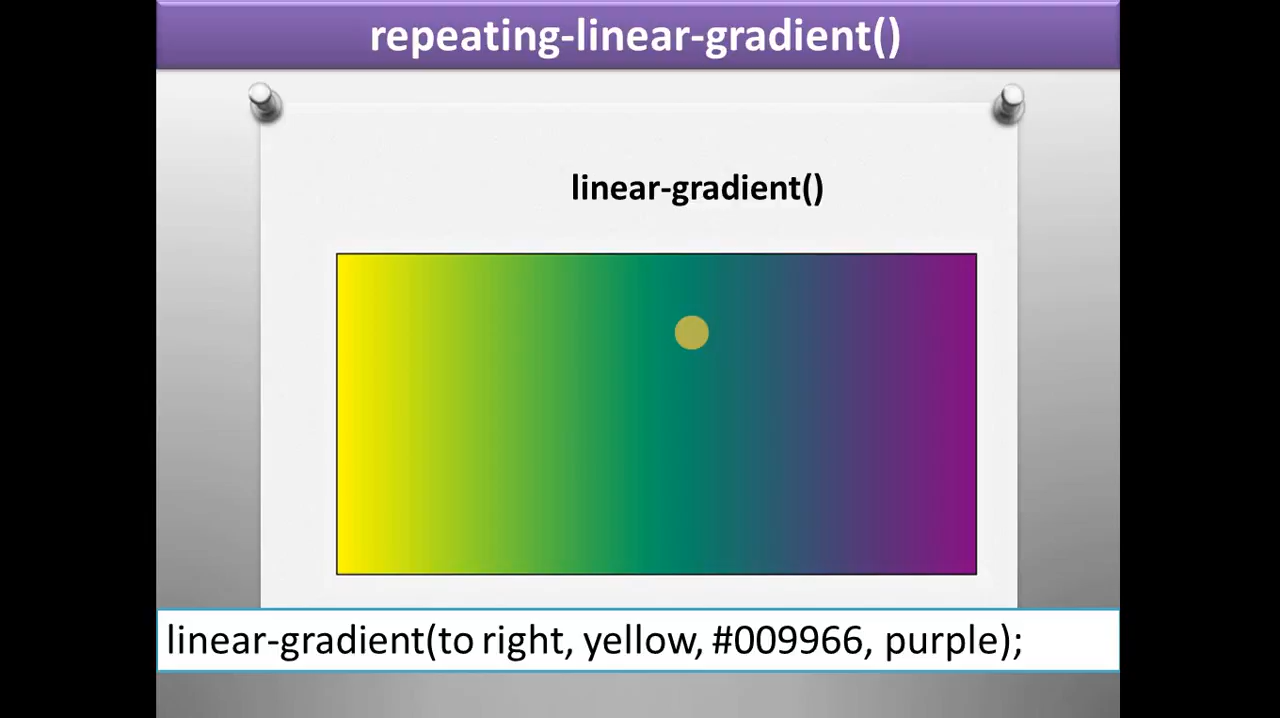 repeating-linear-gradient()
linear-gradient()
linear-gradient(to right, yellow, #009966, purple);